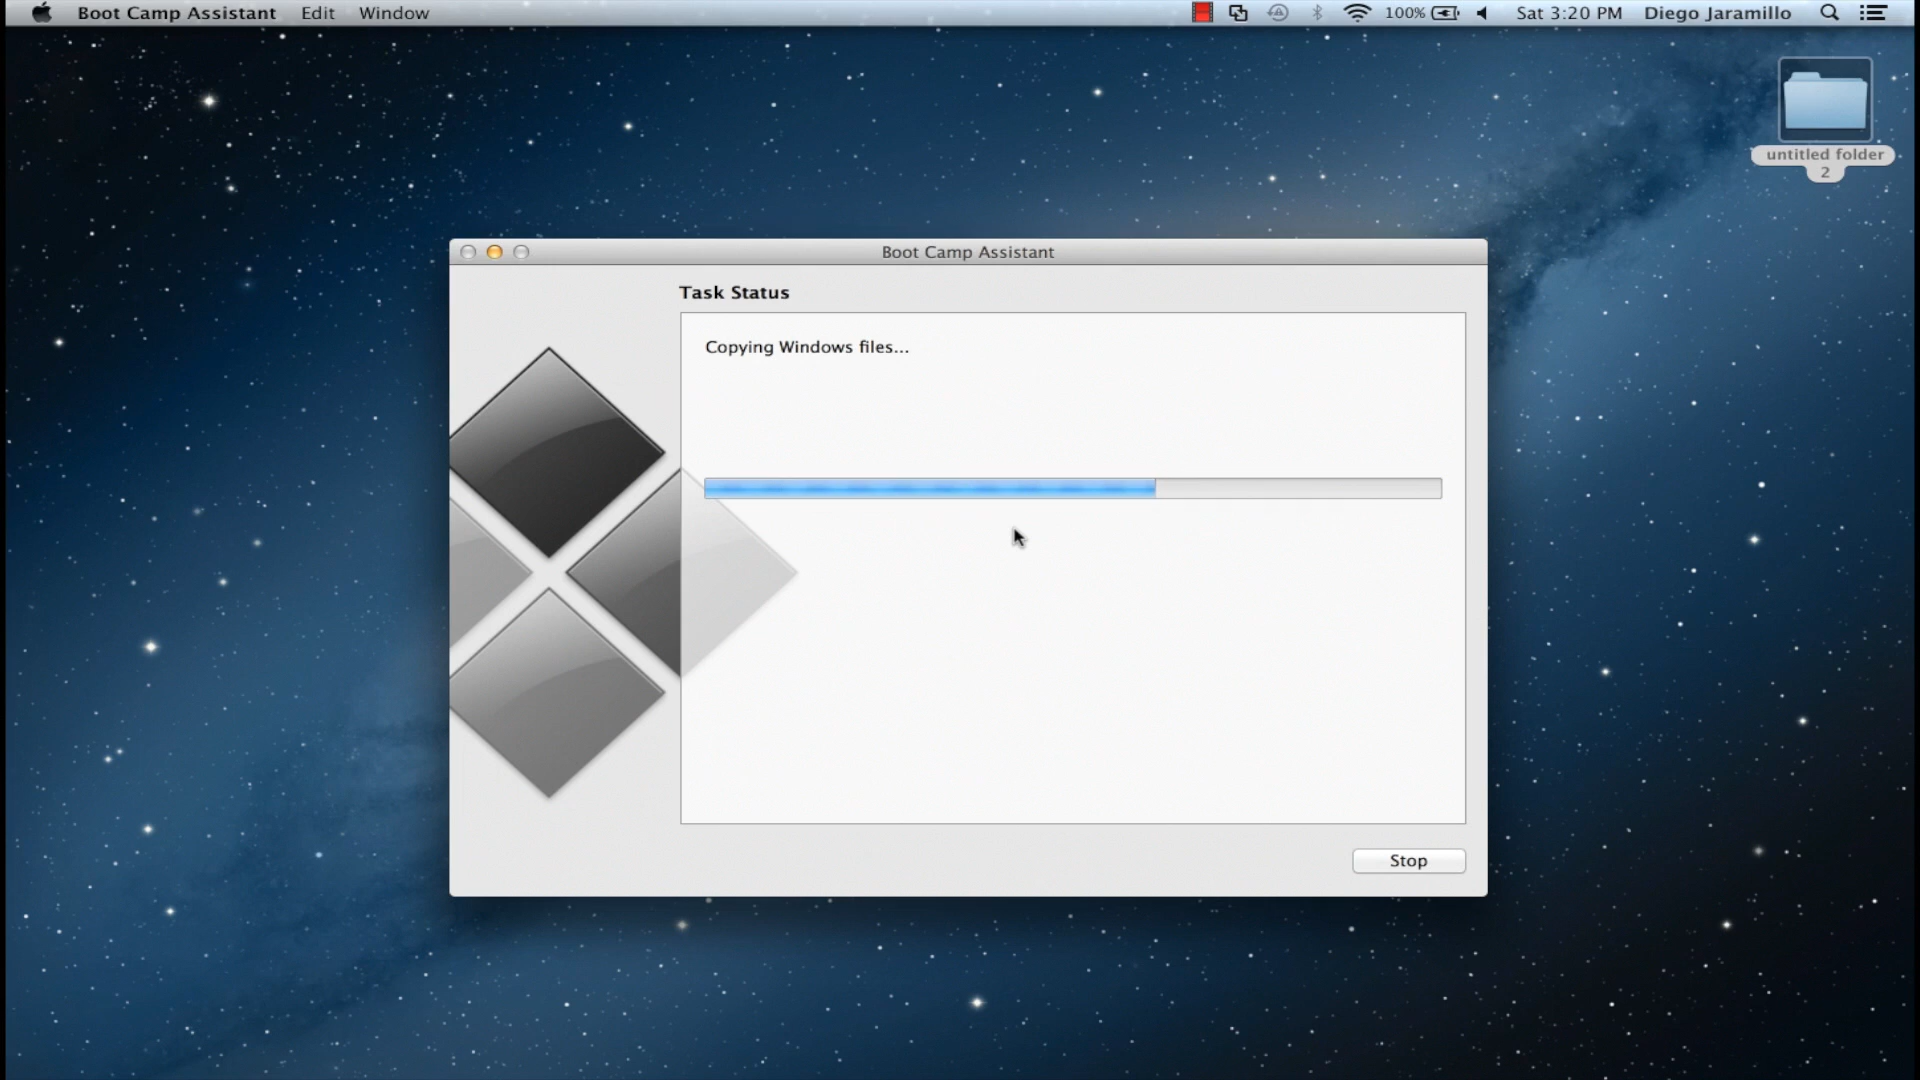 Boot Camp Assistant Edit Window 100% Sat 3:20 PM Diego Jaramillo
untitled folder
2
Boot Camp Assistant
Task Status
Copying Windows files...
Stop